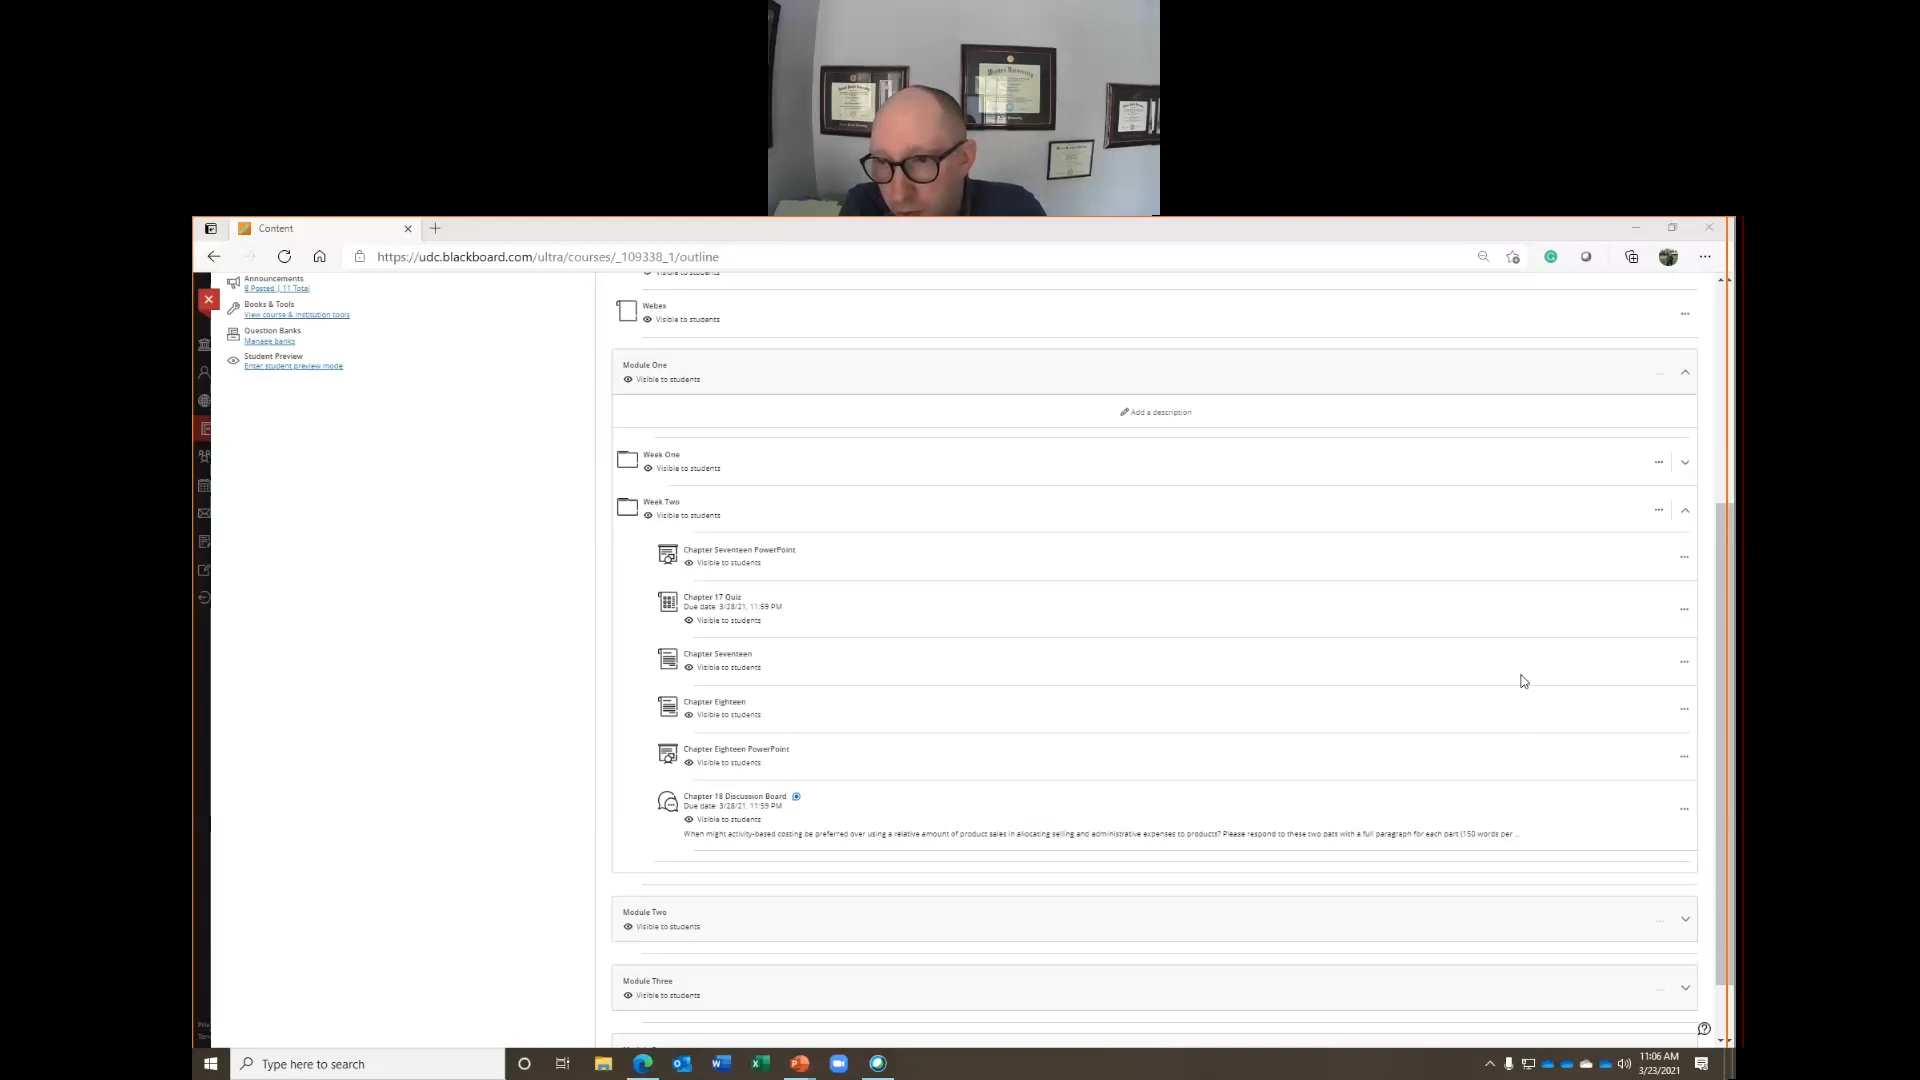 Content
https://udc.blackboard.com/ultra/courses/_109338_1/outline
Announcements
8 Posted | 11 Total
Books & Tools
View course & institution tools
Question Banks
Manage banks
Student Preview
Enter student preview mode
Visible to students
Webex
Visible to students
Module One
Visible to students
Add a description
Week One
Visible to students
Week Two
Visible to students
Chapter Seventeen PowerPoint
Visible to students
Chapter 17 Quiz
Due date: 3/28/21, 11:59 PM
Visible to students
Chapter Seventeen
Visible to students
Chapter Eighteen
Visible to students
Chapter Eighteen PowerPoint
Visible to students
Chapter 18 Discussion Board
Due date: 3/28/21, 11:59 PM
Visible to students
When might activity-based costing be preferred over using a relative amount of product sales in allocating selling and administrative expenses to products? Please respond to these two pats with a full paragraph for each part (150 words per ...
Module Two
Visible to students
Module Three
Visible to students
Type here to search
11:06 AM
3/23/2021